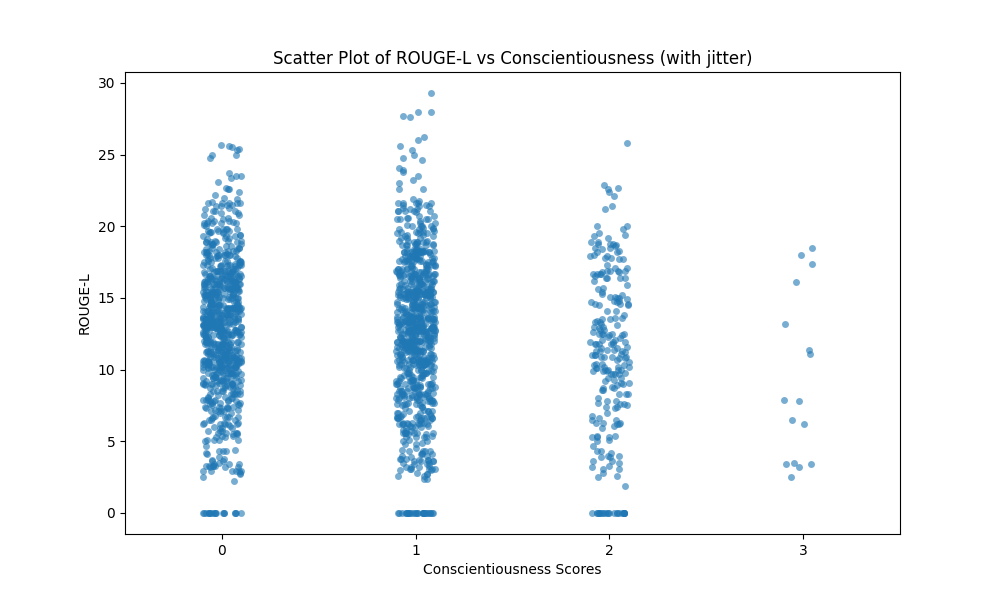 Scatter Plot of ROUGE-L vs Conscientiousness (with jitter)
30
25
20
15
10
5
0
ROUGE-L
0 1 2 3
Conscientiousness Scores